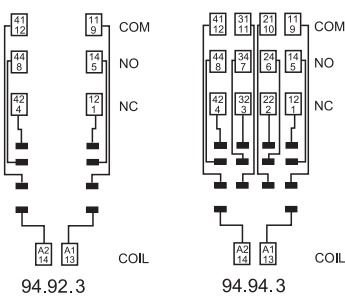 41 11 COM
12 9
44 14 NO
8 5
42 12 NC
4 1
A2 A1 COIL
14 13
94.92.3
41 31 21 11 COM
12 11 10 9
44 34 24 14 NO
8 7 6 5
42 32 22 12 NC
4 3 2 1
A2 A1 COIL
14 13
94.94.3